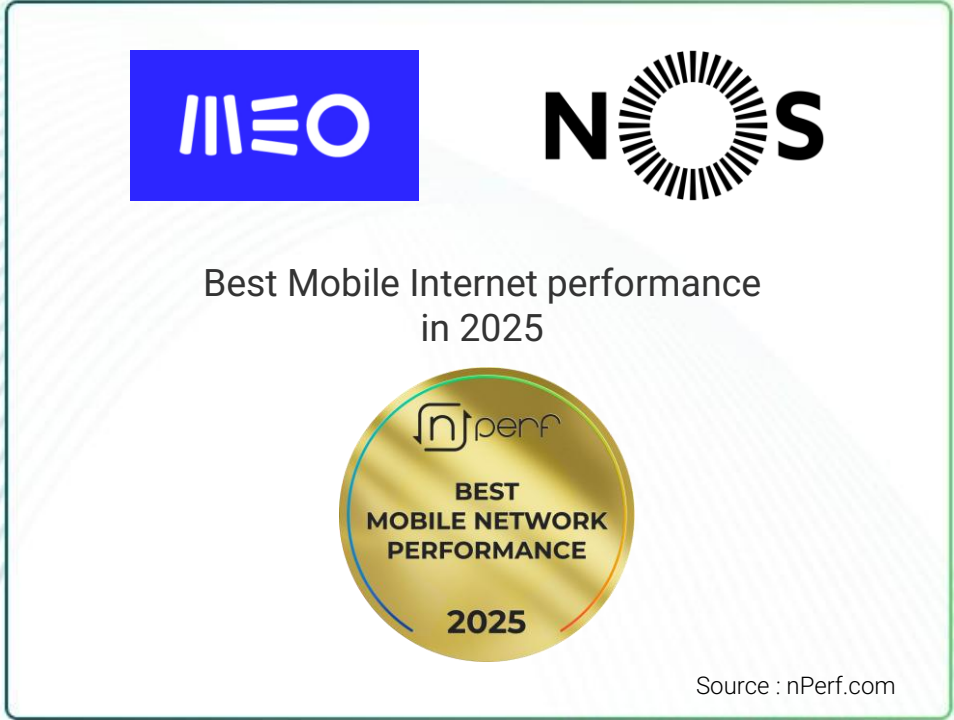 MEO
NOS
Best Mobile Internet performance
in 2025
nperf
BEST
MOBILE NETWORK
PERFORMANCE
2025
Source : nPerf.com